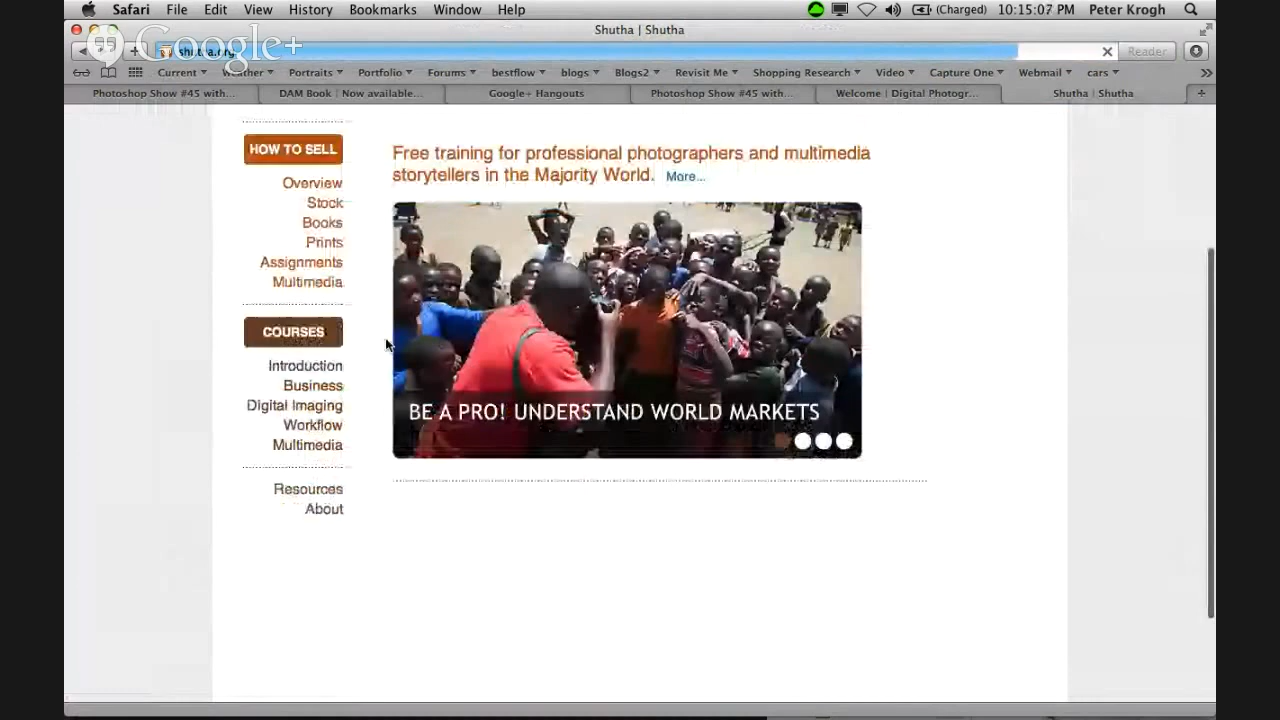 Safari File Edit View History Bookmarks Window Help (Charged) 10:15:07 PM Peter Krogh
Shutha | Shutha
Google+
shutha.org
Reader
Current Weather Portraits Portfolio Forums bestflow blogs Blogs2 Revisit Me Shopping Research Video Capture One Webmail cars
Photoshop Show #45 with... DAM Book | Now available... Google+ Hangouts Photoshop Show #45 with... Welcome | Digital Photogr... Shutha | Shutha
HOW TO SELL
Overview
Stock
Books
Prints
Assignments
Multimedia
COURSES
Introduction
Business
Digital Imaging
Workflow
Multimedia
Resources
About
Free training for professional photographers and multimedia
storytellers in the Majority World. More...
BE A PRO! UNDERSTAND WORLD MARKETS